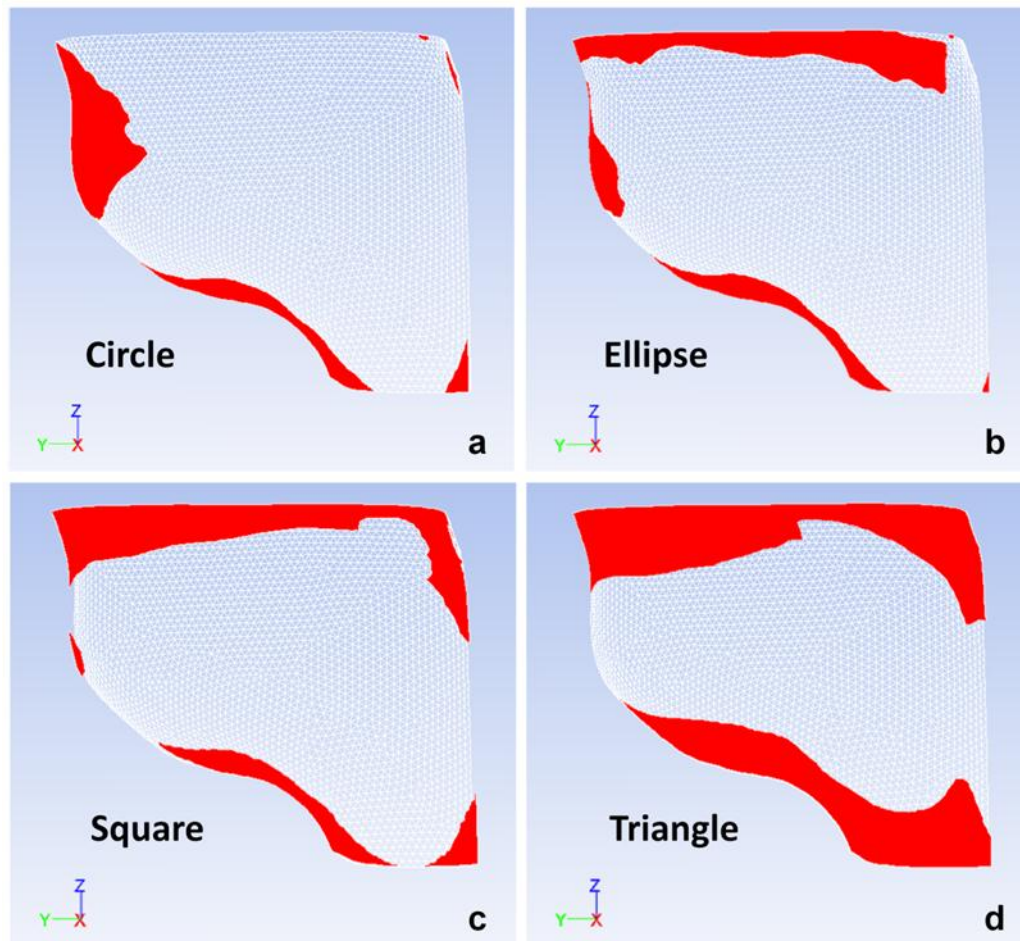 Circle
Z
Y X
a
Ellipse
Z
Y X
b
Square
Z
Y X
c
Triangle
Z
Y X
d